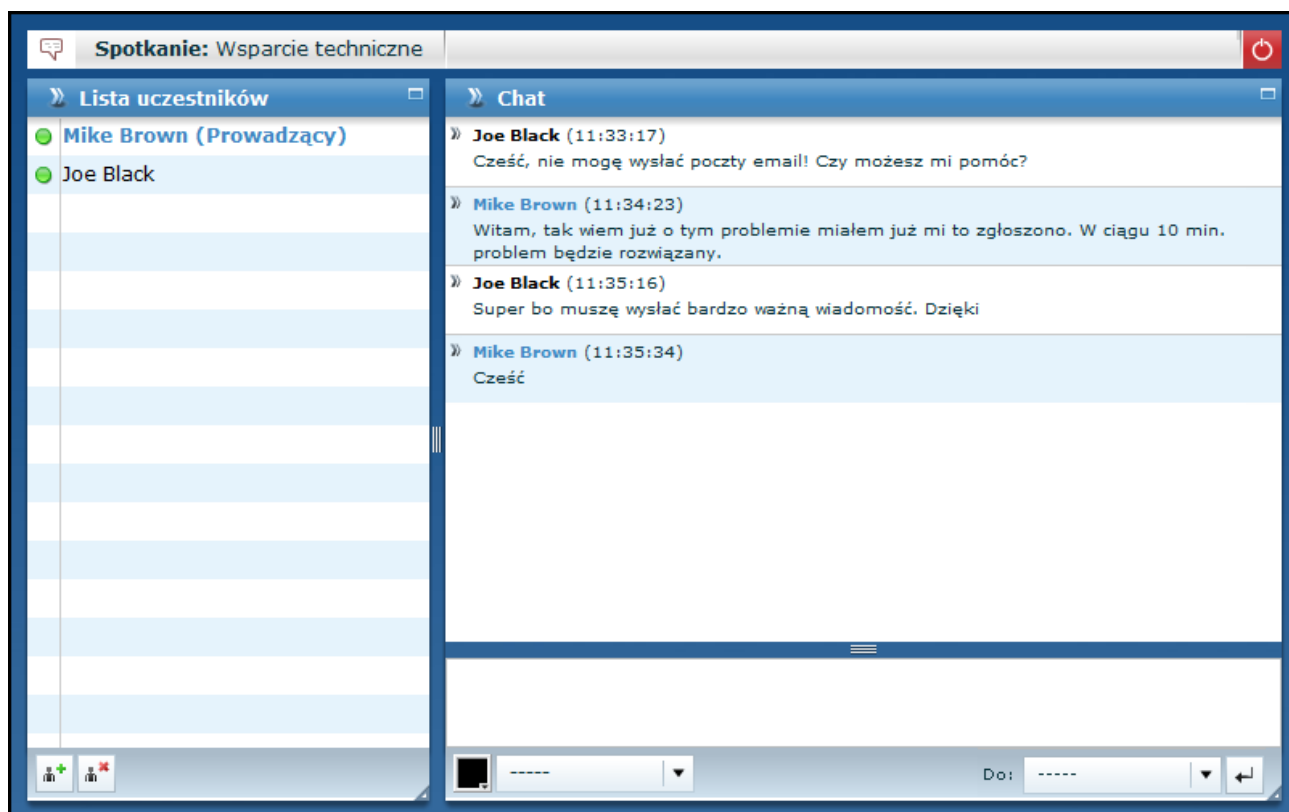 Spotkanie: Wsparcie techniczne
Lista uczestników
Mike Brown (Prowadzący)
Joe Black
Chat
Joe Black (11:33:17)
Cześć, nie mogę wysłać poczty email! Czy możesz mi pomóc?
Mike Brown (11:34:23)
Witam, tak wiem już o tym problemie miałem już mi to zgłoszono. W ciągu 10 min.
problem będzie rozwiązany.
Joe Black (11:35:16)
Super bo muszę wysłać bardzo ważną wiadomość. Dzięki
Mike Brown (11:35:34)
Cześć
-----
Do: -----